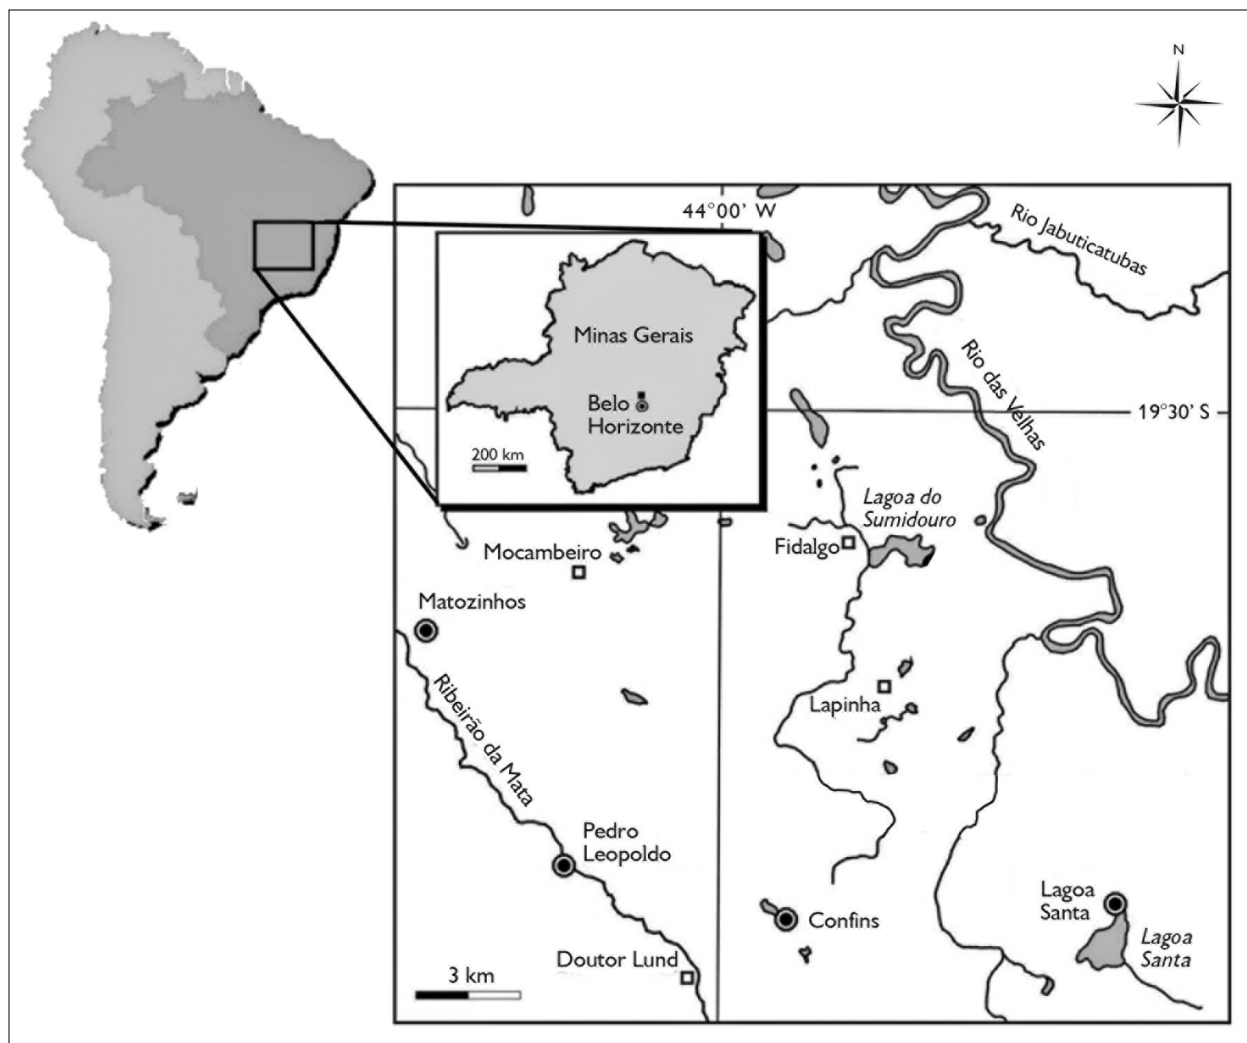 N
44°00' W
Rio Jabuticatubas
Minas Gerais
Rio das Velhas
Belo
Horizonte
19°30' S
200 km
Lagoa do
Sumidouro
Mocambeiro
Fidalgo
Matozinhos
Ribeirão da Mata
Lapinha
Pedro
Leopoldo
Confins
Lagoa
Santa
Lagoa
Santa
Doutor Lund
3 km